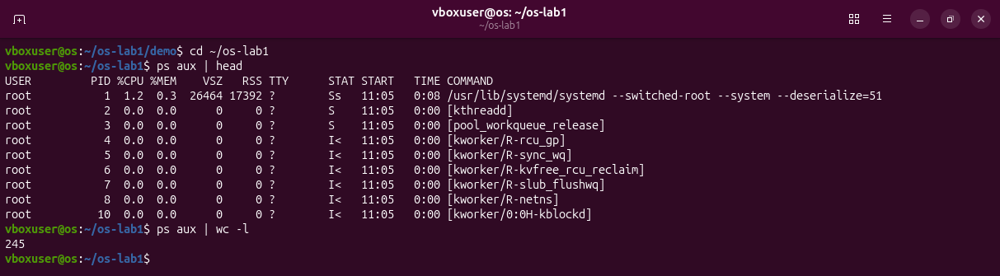 vboxuser@os: ~/os-lab1
~/os-lab1
vboxuser@os:~/os-lab1/demo$ cd ~/os-lab1
vboxuser@os:~/os-lab1$ ps aux | head
USER         PID %CPU %MEM    VSZ   RSS TTY      STAT START   TIME COMMAND
root           1  1.2  0.3  26464 17392 ?        Ss   11:05   0:08 /usr/lib/systemd/systemd --switched-root --system --deserialize=51
root           2  0.0  0.0      0     0 ?        S    11:05   0:00 [kthreadd]
root           3  0.0  0.0      0     0 ?        S    11:05   0:00 [pool_workqueue_release]
root           4  0.0  0.0      0     0 ?        I<   11:05   0:00 [kworker/R-rcu_gp]
root           5  0.0  0.0      0     0 ?        I<   11:05   0:00 [kworker/R-sync_wq]
root           6  0.0  0.0      0     0 ?        I<   11:05   0:00 [kworker/R-kvfree_rcu_reclaim]
root           7  0.0  0.0      0     0 ?        I<   11:05   0:00 [kworker/R-slub_flushwq]
root           8  0.0  0.0      0     0 ?        I<   11:05   0:00 [kworker/R-netns]
root          10  0.0  0.0      0     0 ?        I<   11:05   0:00 [kworker/0:0H-kblockd]
vboxuser@os:~/os-lab1$ ps aux | wc -l
245
vboxuser@os:~/os-lab1$